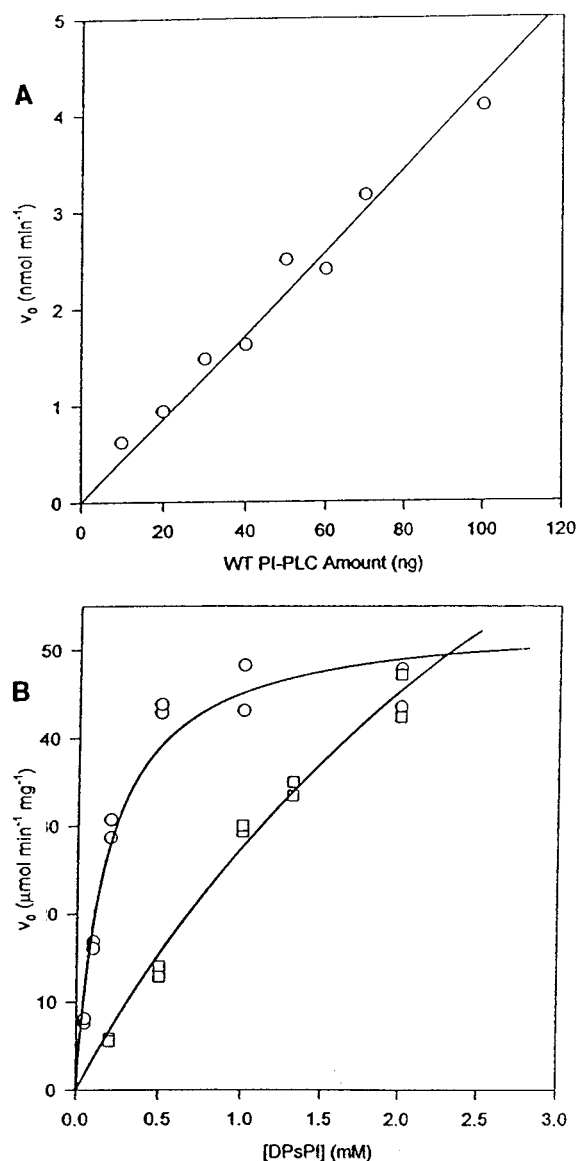 A
5
4
3
2
1
0
v₀ (nmol min⁻¹)
0 20 40 60 80 100 120
WT PI-PLC Amount (ng)
B
50
40
30
20
10
0
v₀ (µmol min⁻¹ mg⁻¹)
0.0 0.5 1.0 1.5 2.0 2.5 3.0
[DPsPI] (mM)